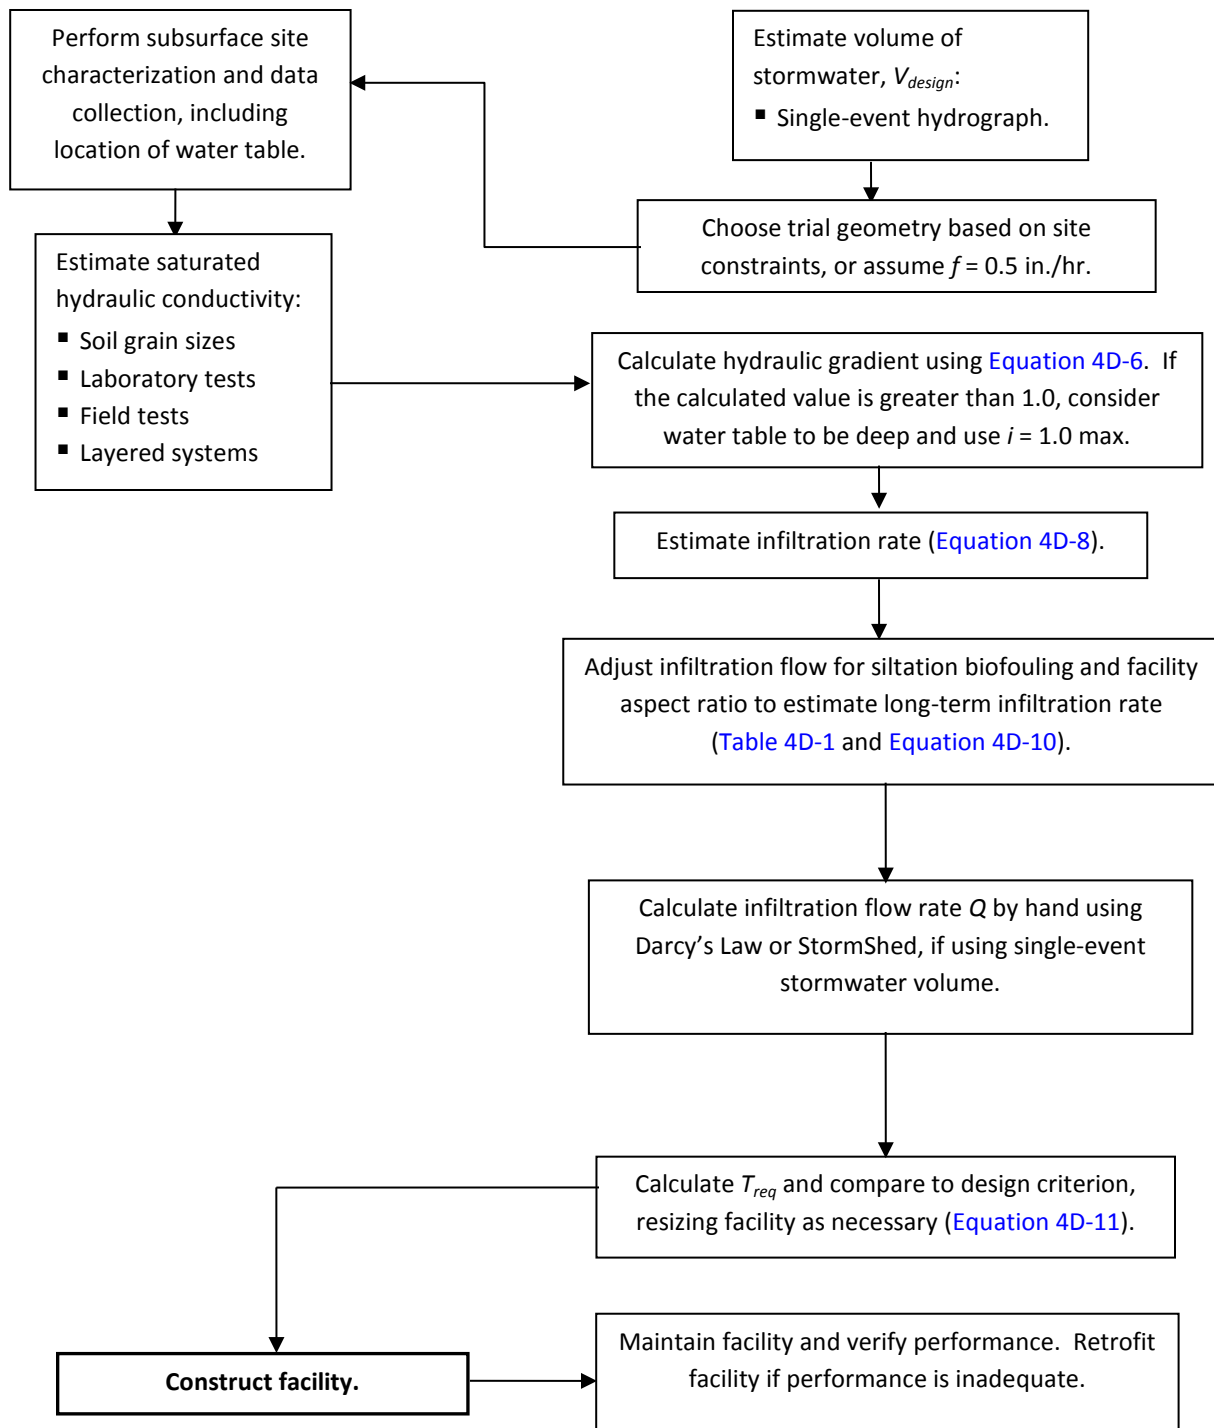 Perform subsurface site
characterization and data
collection, including
location of water table.
Estimate volume of
stormwater, Vdesign:
▪ Single-event hydrograph.
Choose trial geometry based on site
constraints, or assume f = 0.5 in./hr.
Estimate saturated
hydraulic conductivity:
▪ Soil grain sizes
▪ Laboratory tests
▪ Field tests
▪ Layered systems
Calculate hydraulic gradient using Equation 4D-6. If
the calculated value is greater than 1.0, consider
water table to be deep and use i = 1.0 max.
Estimate infiltration rate (Equation 4D-8).
Adjust infiltration flow for siltation biofouling and facility
aspect ratio to estimate long-term infiltration rate
(Table 4D-1 and Equation 4D-10).
Calculate infiltration flow rate Q by hand using
Darcy’s Law or StormShed, if using single-event
stormwater volume.
Calculate Treq and compare to design criterion,
resizing facility as necessary (Equation 4D-11).
Construct facility.
Maintain facility and verify performance. Retrofit
facility if performance is inadequate.